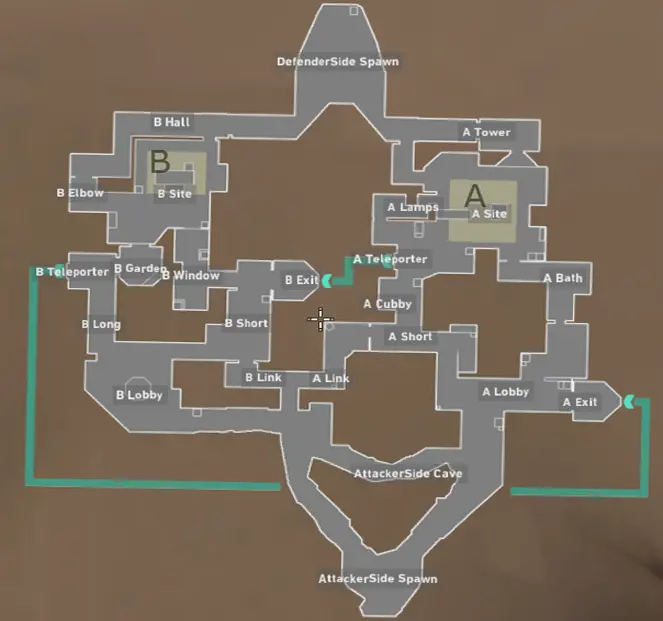 DefenderSide Spawn
B Hall
A Tower
B
B Site
B Elbow
A
A Lamps
A Site
B Teleporter
B Garden
B Window
B Exit
A Teleporter
A Bath
A Cubby
B Long
B Short
A Short
B Link
A Link
B Lobby
A Lobby
A Exit
AttackerSide Cave
AttackerSide Spawn